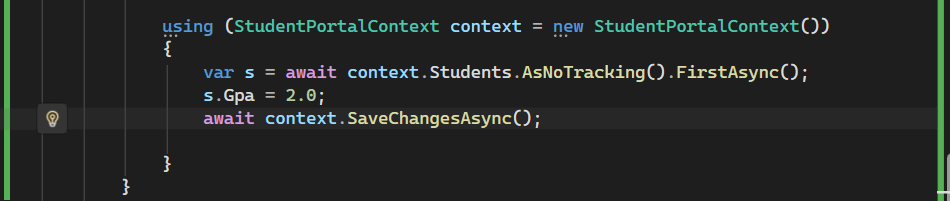 using (StudentPortalContext context = new StudentPortalContext())
{
var s = await context.Students.AsNoTracking().FirstAsync();
s.Gpa = 2.0;
await context.SaveChangesAsync();
}
}